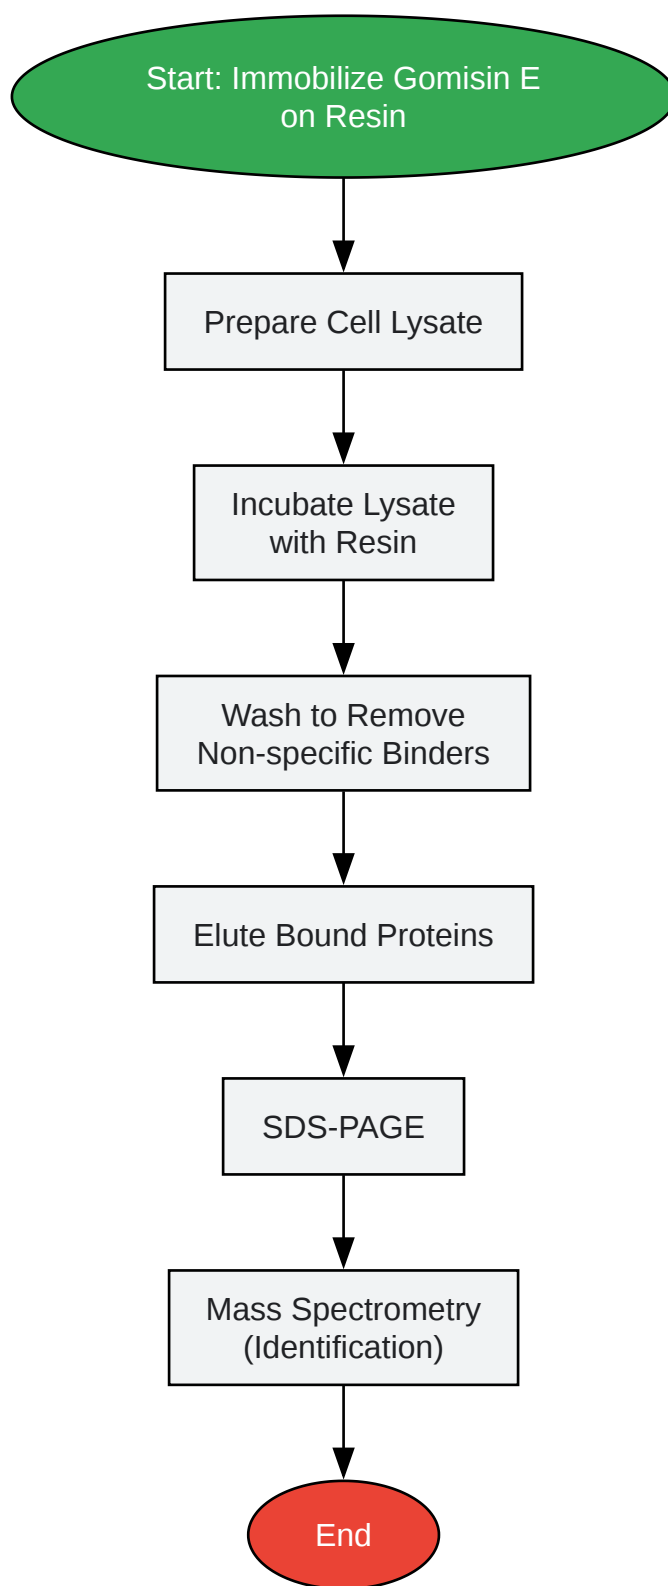 Start: Immobilize Gomisin E
on Resin
Prepare Cell Lysate
Incubate Lysate
with Resin
Wash to Remove
Non-specific Binders
Elute Bound Proteins
SDS-PAGE
Mass Spectrometry
(Identification)
End